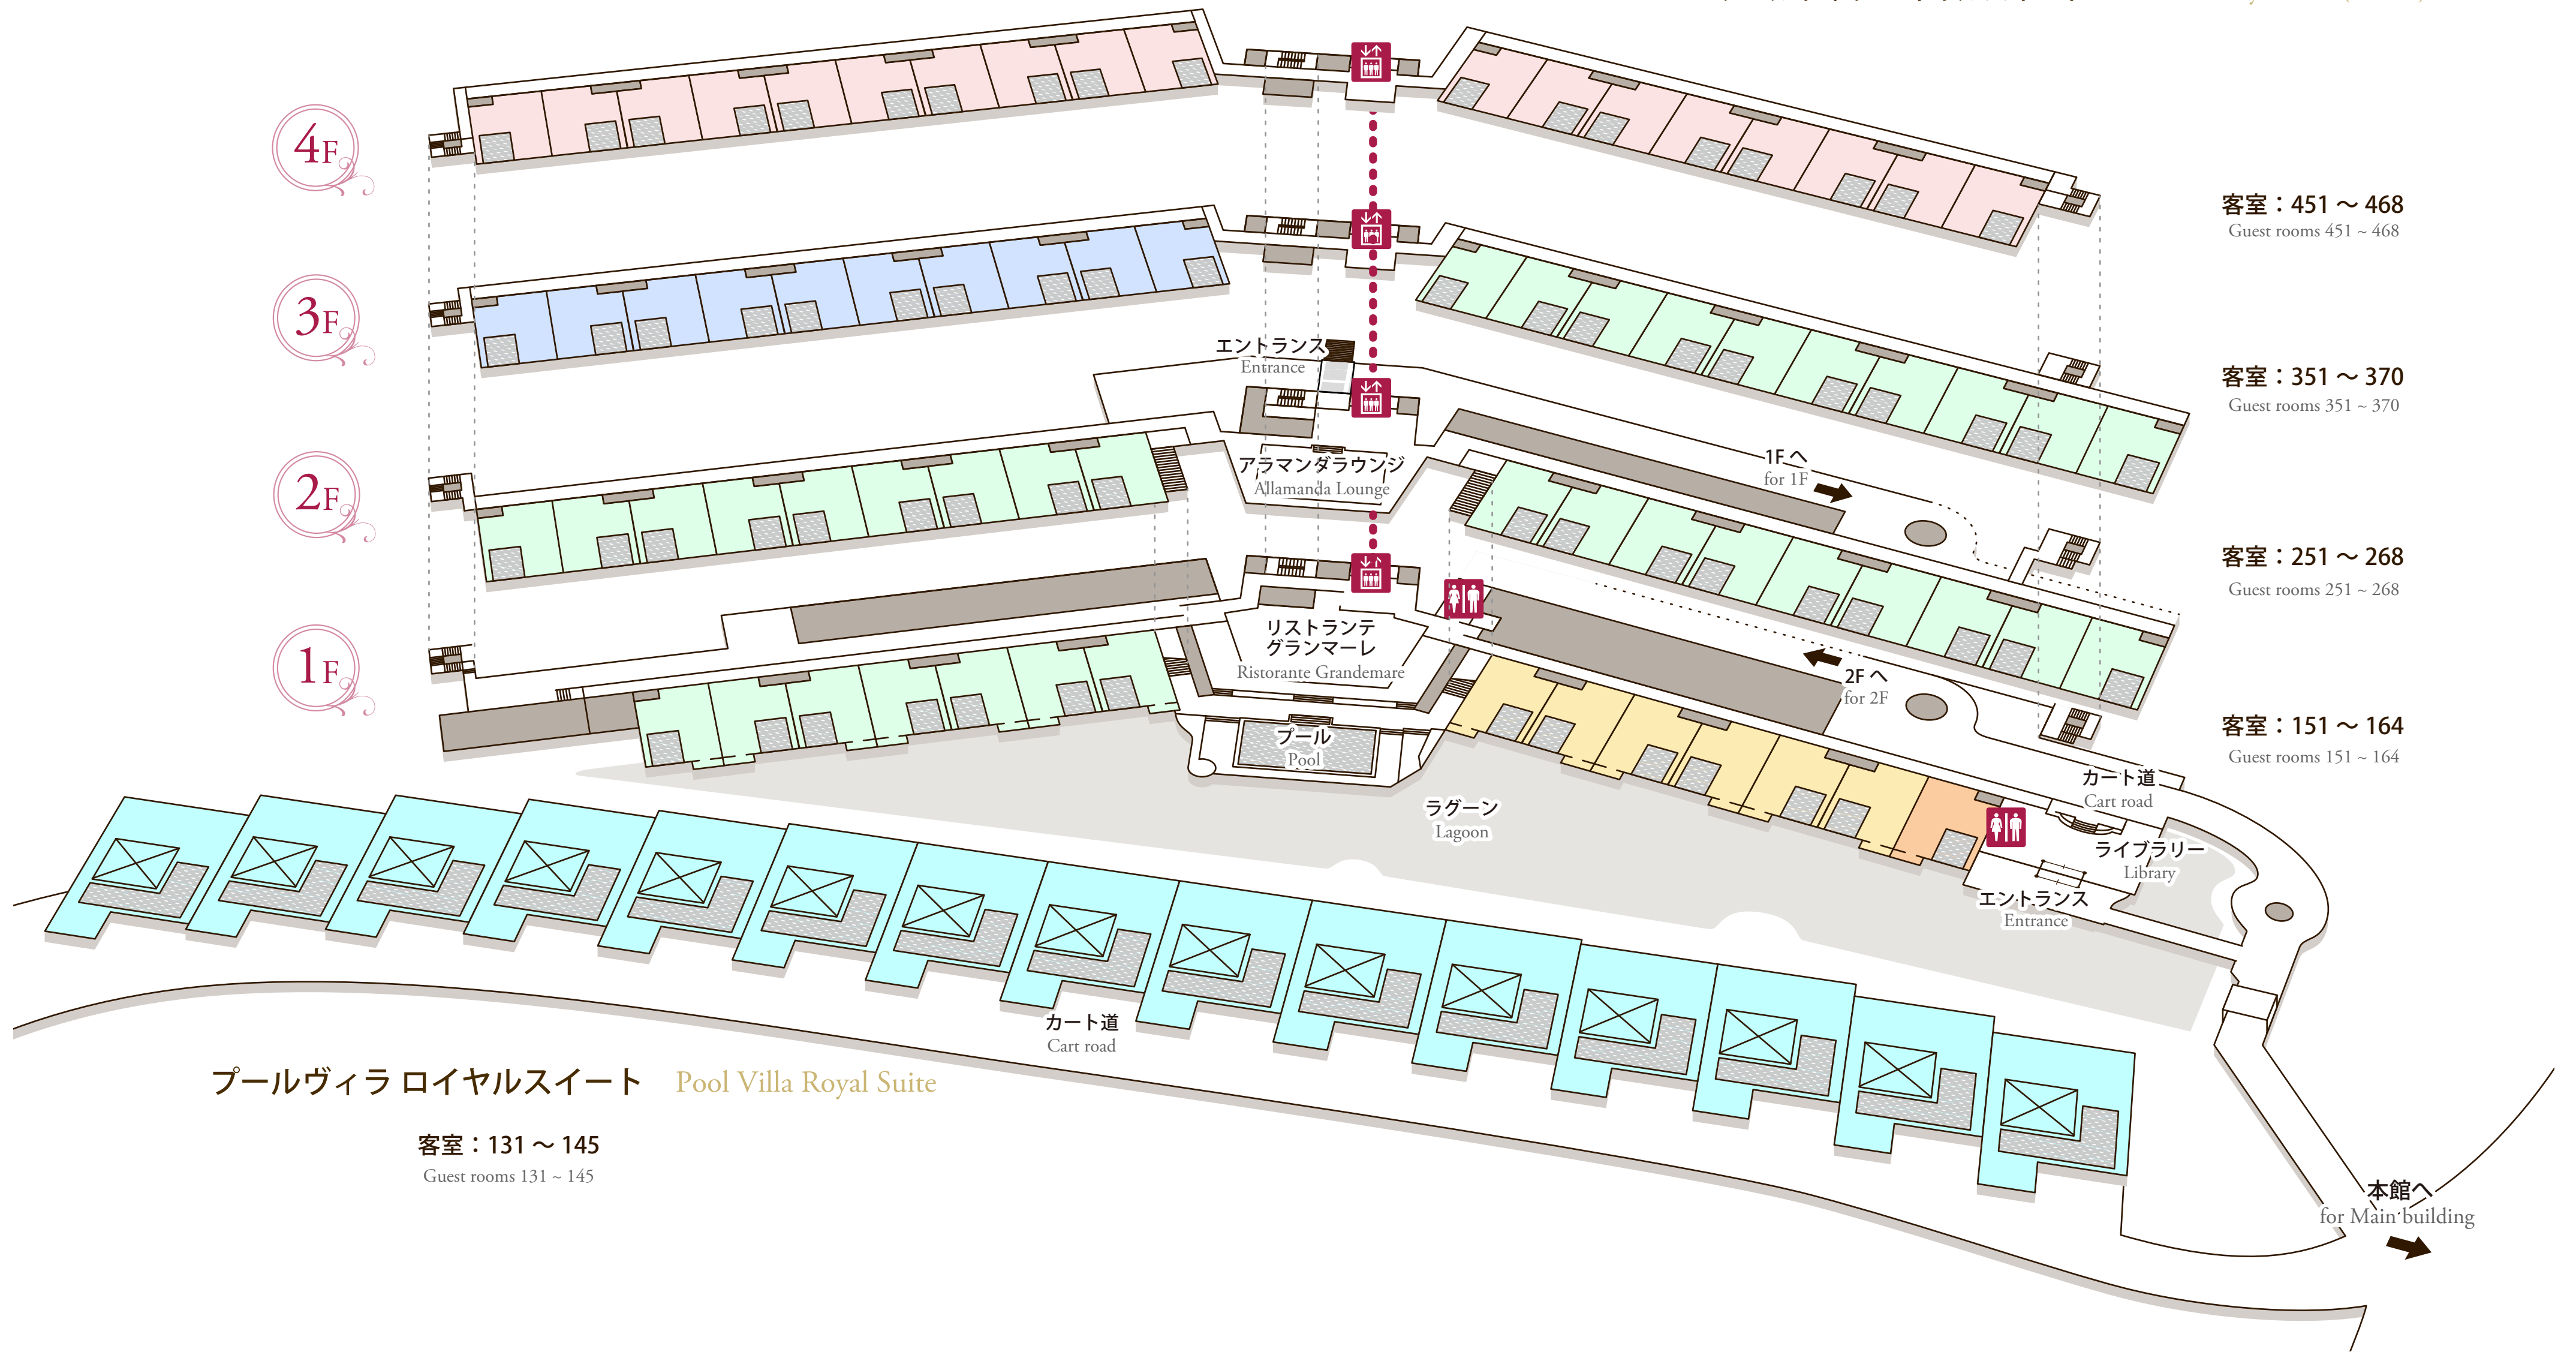 4F
客室：451 ～ 468
Guest rooms 451 ~ 468
3F
エントランス
Entrance
客室：351 ～ 370
Guest rooms 351 ~ 370
2F
アラマンダラウンジ
Allamanda Lounge
1F へ
for 1F
客室：251 ～ 268
Guest rooms 251 ~ 268
1F
リストランテ
グランマーレ
Ristorante Grandemare
2F へ
for 2F
客室：151 ～ 164
Guest rooms 151 ~ 164
プール
Pool
カート道
Cart road
ラグーン
Lagoon
ライブラリー
Library
エントランス
Entrance
カート道
Cart road
プールヴィラ ロイヤルスイート Pool Villa Royal Suite
客室：131 ～ 145
Guest rooms 131 ~ 145
本館へ
for Main building